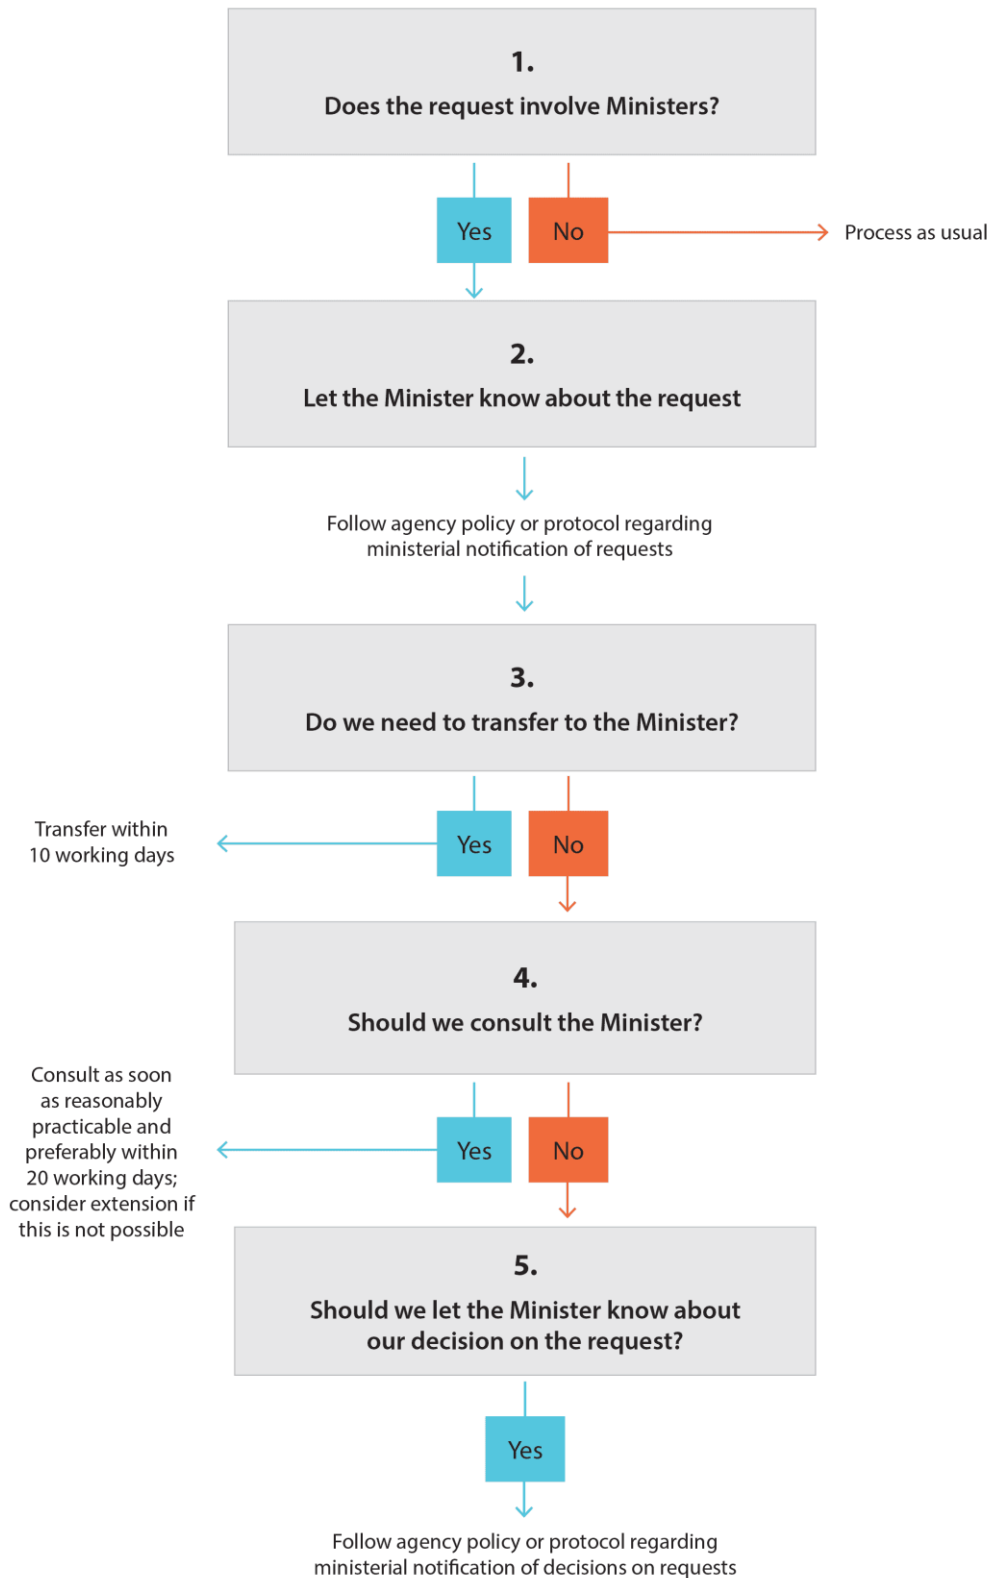 1.
Does the request involve Ministers?
Yes
No
Process as usual
2.
Let the Minister know about the request
Follow agency policy or protocol regarding
ministerial notification of requests
3.
Do we need to transfer to the Minister?
Transfer within
10 working days
Yes
No
4.
Should we consult the Minister?
Consult as soon
as reasonably
practicable and
preferably within
20 working days;
consider extension if
this is not possible
Yes
No
5.
Should we let the Minister know about
our decision on the request?
Yes
Follow agency policy or protocol regarding
ministerial notification of decisions on requests